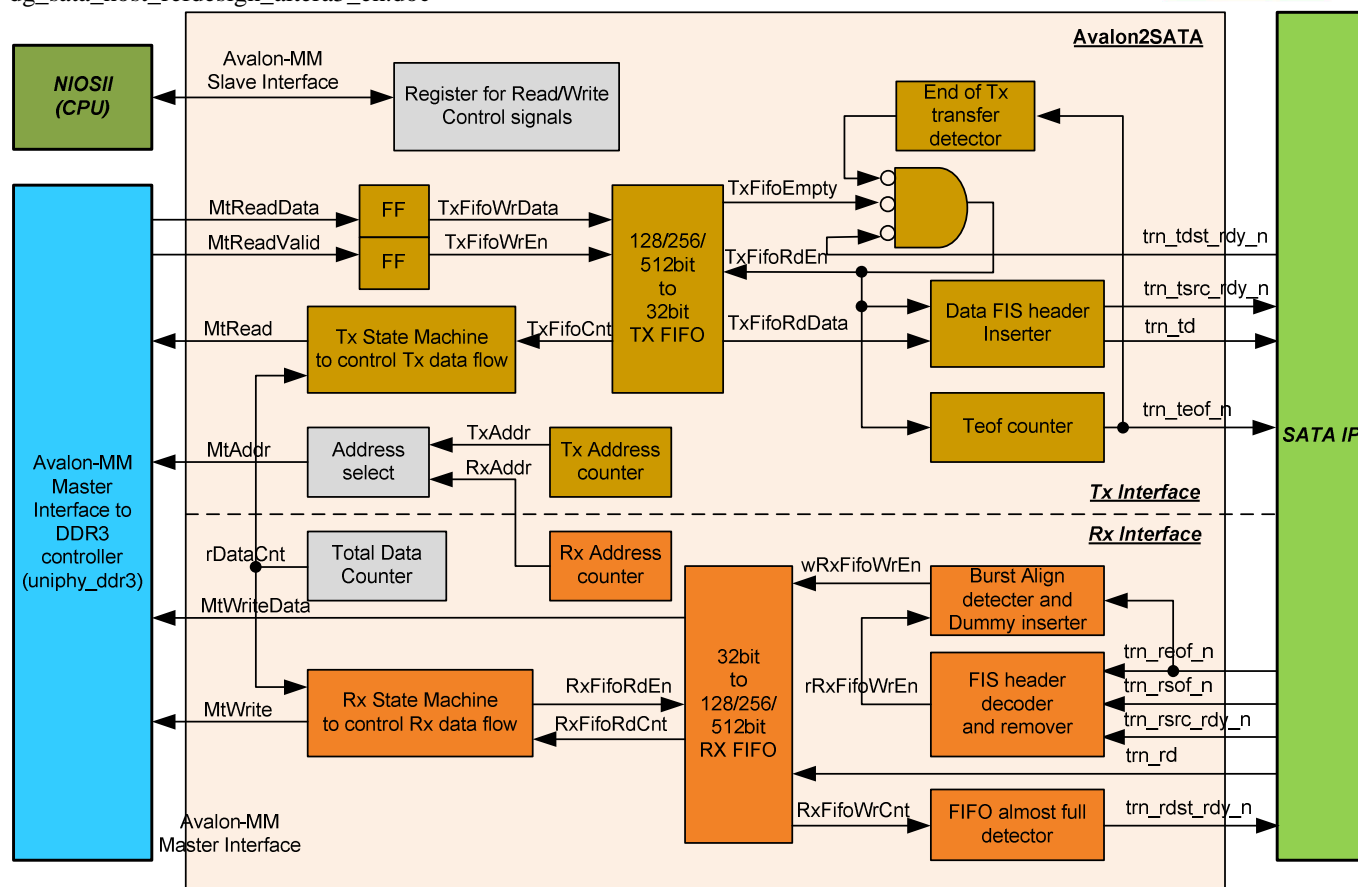 dg_sata_host_refdesign_altera3_en.doc
Avalon2SATA
NIOSII
(CPU)
Avalon-MM
Slave Interface
Register for Read/Write
Control signals
End of Tx
transfer
detector
MtReadData
FF
TxFifoWrData
MtReadValid
FF
TxFifoWrEn
128/256/
512bit
to
32bit
TX FIFO
TxFifoEmpty
TxFifoRdEn
trn_tdst_rdy_n
MtRead
Tx State Machine
to control Tx data flow
TxFifoCnt
TxFifoRdData
Data FIS header
Inserter
trn_tsrc_rdy_n
trn_td
Teof counter
trn_teof_n
SATA IP
MtAddr
Address
select
TxAddr
RxAddr
Tx Address
counter
Tx Interface
Avalon-MM
Master
Interface to
DDR3
controller
(uniphy_ddr3)
rDataCnt
Total Data
Counter
Rx Address
counter
Rx Interface
wRxFifoWrEn
Burst Align
detecter and
Dummy inserter
MtWriteData
32bit
to
128/256/
512bit
RX FIFO
rRxFifoWrEn
FIS header
decoder
and remover
trn_reof_n
trn_rsof_n
trn_rsrc_rdy_n
trn_rd
MtWrite
Rx State Machine
to control Rx data flow
RxFifoRdEn
RxFifoRdCnt
RxFifoWrCnt
FIFO almost full
detector
trn_rdst_rdy_n
Avalon-MM
Master Interface